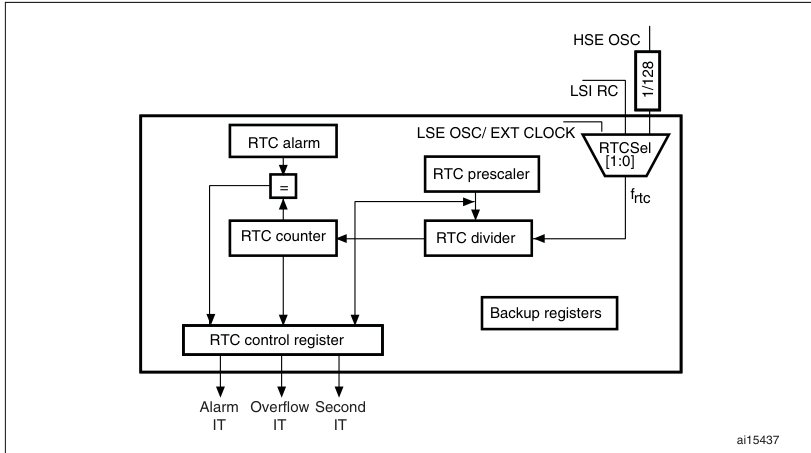 HSE OSC
1/128
LSI RC
LSE OSC/ EXT CLOCK
RTCSel
[1:0]
RTC alarm
=
RTC prescaler
frtc
RTC counter
RTC divider
Backup registers
RTC control register
Alarm
IT
Overflow
IT
Second
IT
ai15437